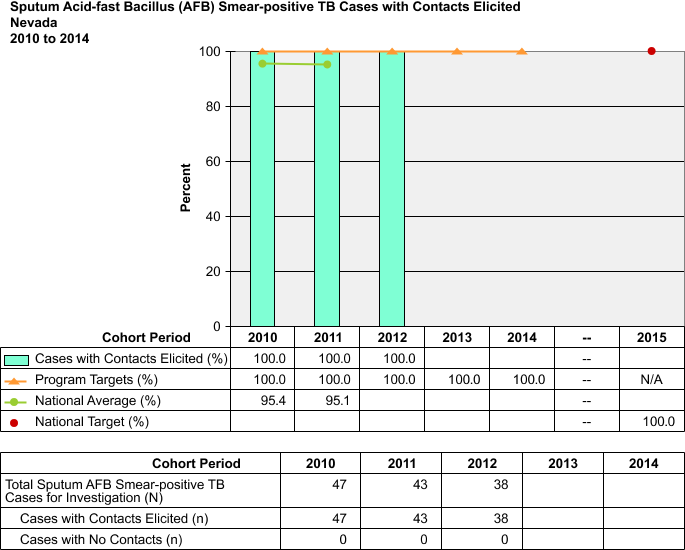 Sputum Acid-fast Bacillus (AFB) Smear-positive TB Cases with Contacts Elicited
Nevada
2010 to 2014
100
80
60
40
20
0
Percent
Cohort Period 2010 2011 2012 2013 2014 -- 2015
Cases with Contacts Elicited (%) 100.0 100.0 100.0 --
Program Targets (%) 100.0 100.0 100.0 100.0 100.0 -- N/A
National Average (%) 95.4 95.1 --
National Target (%) -- 100.0
Cohort Period 2010 2011 2012 2013 2014
Total Sputum AFB Smear-positive TB
Cases for Investigation (N) 47 43 38
Cases with Contacts Elicited (n) 47 43 38
Cases with No Contacts (n) 0 0 0